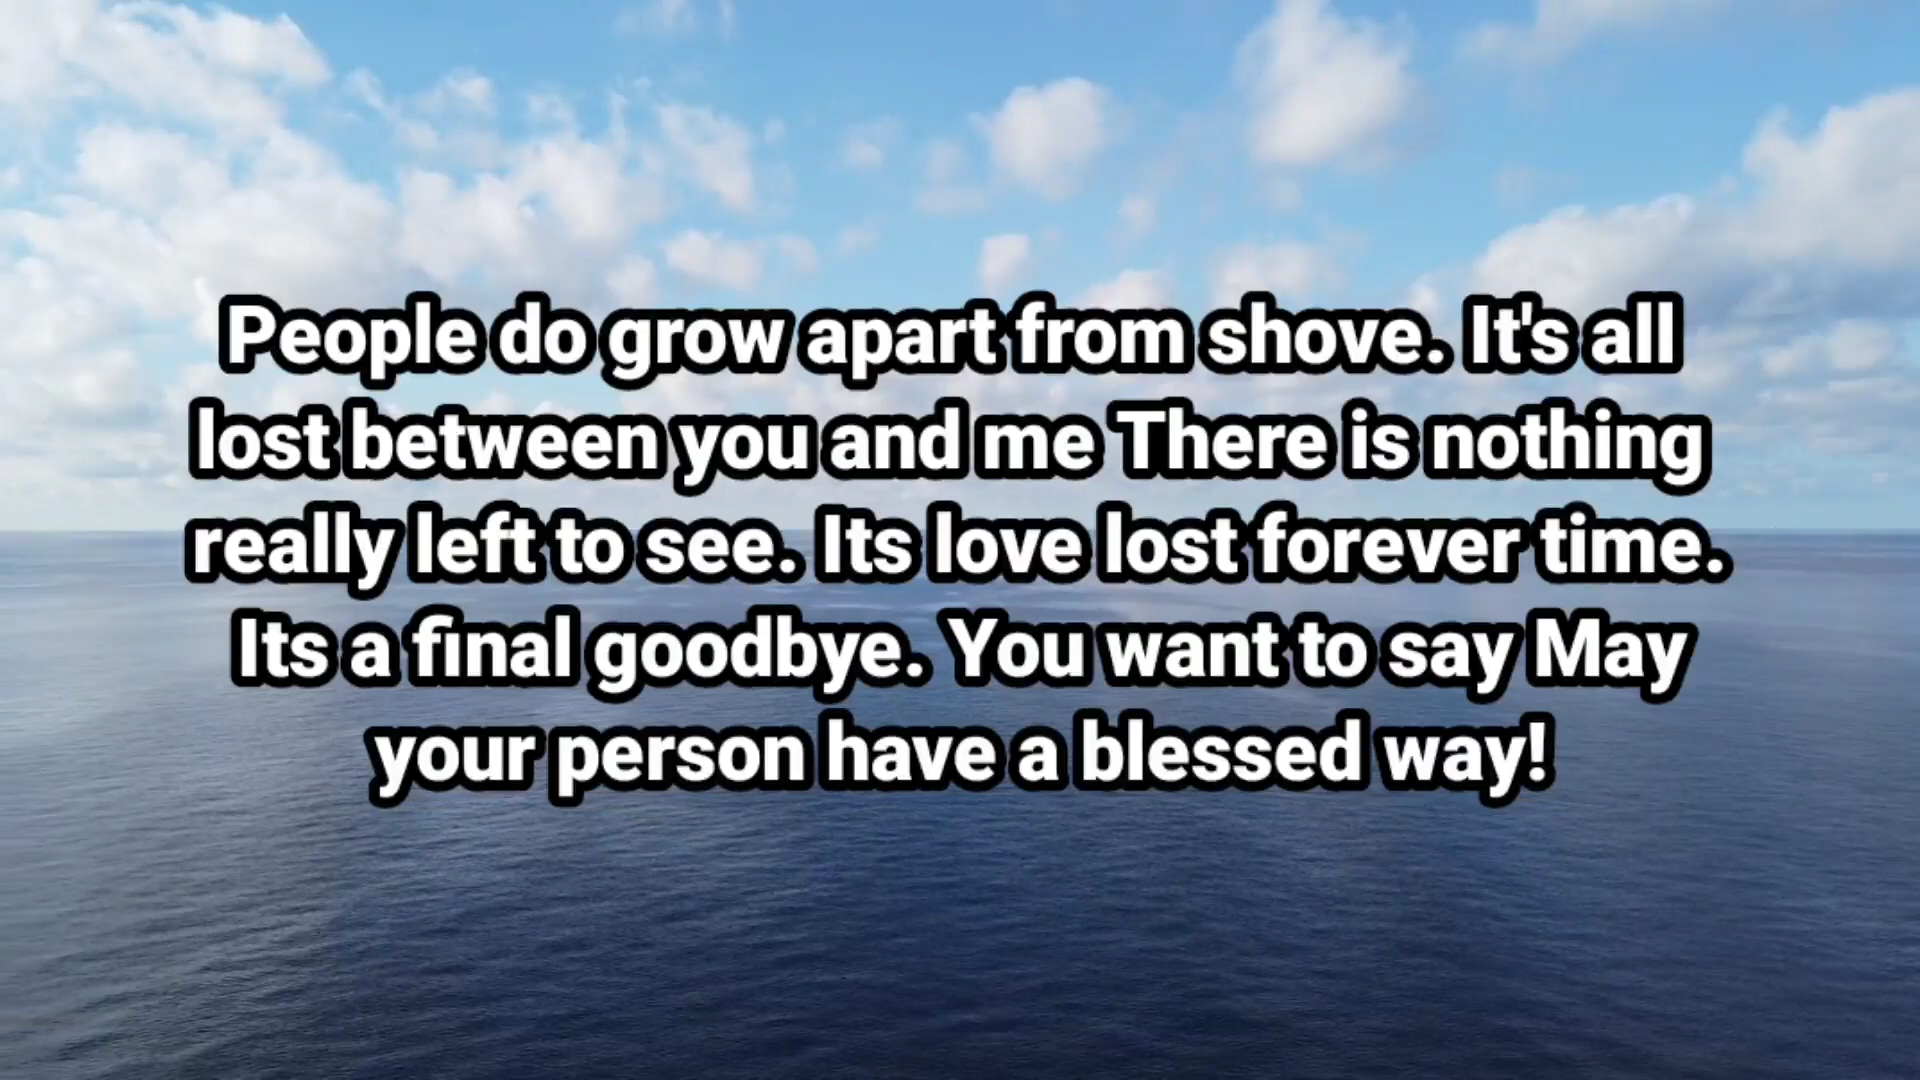 People do grow apart from shove. It's all
lost between you and me There is nothing
really left to see. Its love lost forever time.
Its a final goodbye. You want to say May
your person have a blessed way!